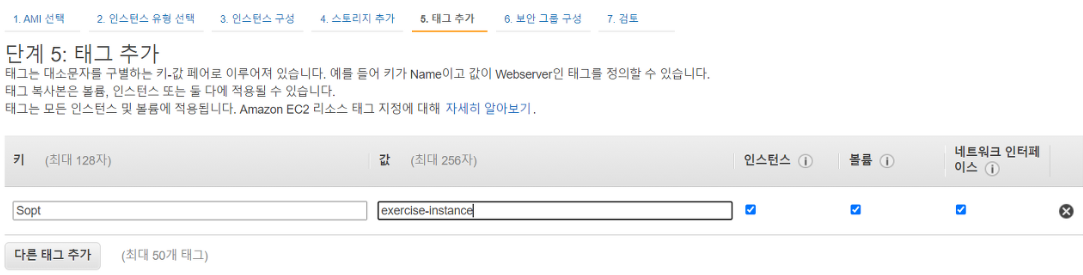 1. AMI 선택 2. 인스턴스 유형 선택 3. 인스턴스 구성 4. 스토리지 추가 5. 태그 추가 6. 보안 그룹 구성 7. 검토
단계 5: 태그 추가
태그는 대소문자를 구별하는 키-값 페어로 이루어져 있습니다. 예를 들어 키가 Name이고 값이 Webserver인 태그를 정의할 수 있습니다.
태그 복사본은 볼륨, 인스턴스 또는 둘 다에 적용될 수 있습니다.
태그는 모든 인스턴스 및 볼륨에 적용됩니다. Amazon EC2 리소스 태그 지정에 대해 자세히 알아보기.
키 (최대 128자) 값 (최대 256자) 인스턴스 볼륨 네트워크 인터페
이스
Sopt exercise-instance
다른 태그 추가 (최대 50개 태그)